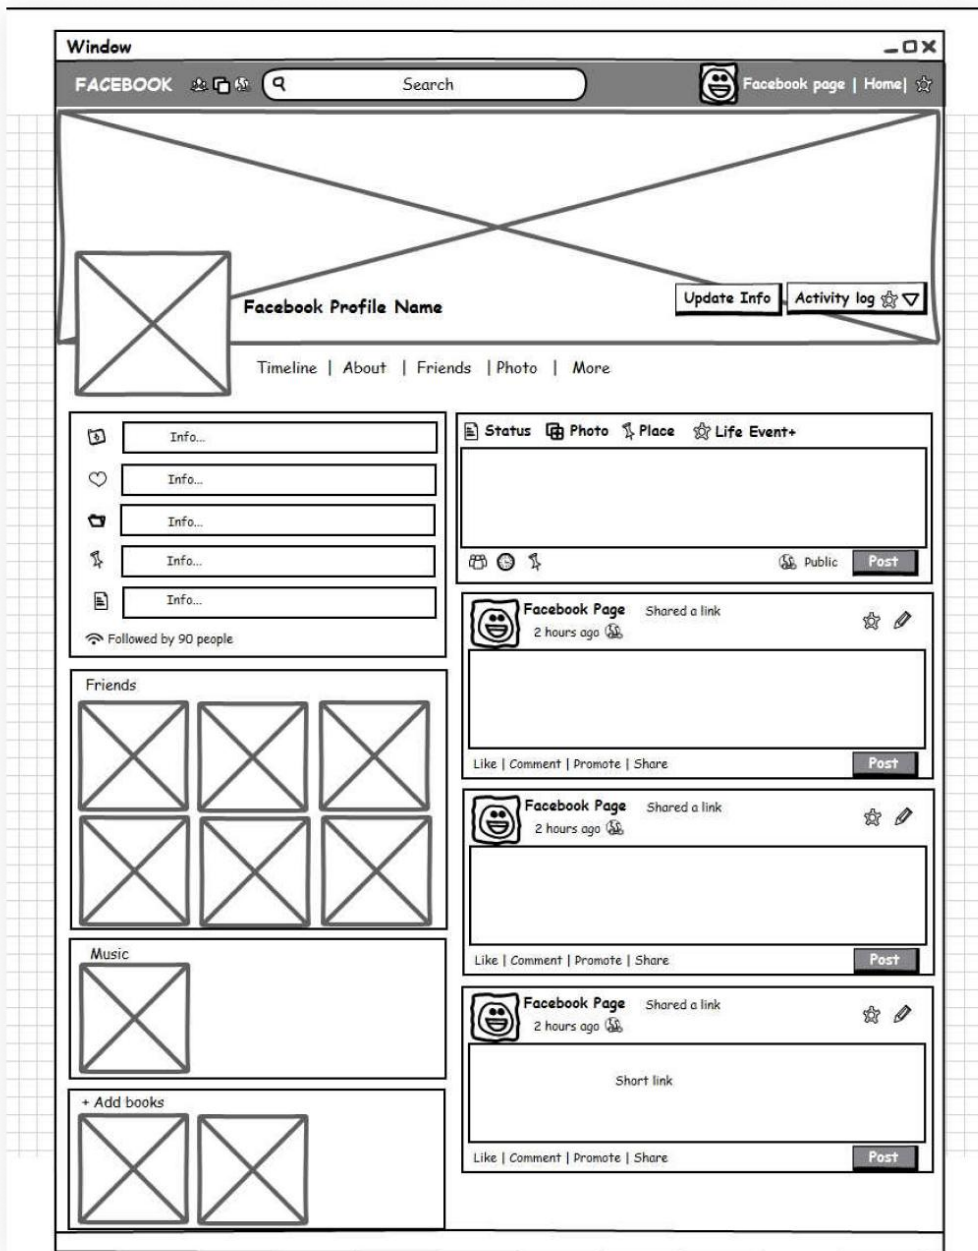 Window
FACEBOOK Search Facebook page | Home|
Facebook Profile Name
Update Info Activity log
Timeline | About | Friends | Photo | More
Info...
Info...
Info...
Info...
Info...
Followed by 90 people
Friends
Music
+ Add books
Status Photo Place Life Event+
Public Post
Facebook Page Shared a link
2 hours ago
Like | Comment | Promote | Share Post
Facebook Page Shared a link
2 hours ago
Like | Comment | Promote | Share Post
Facebook Page Shared a link
2 hours ago
Short link
Like | Comment | Promote | Share Post